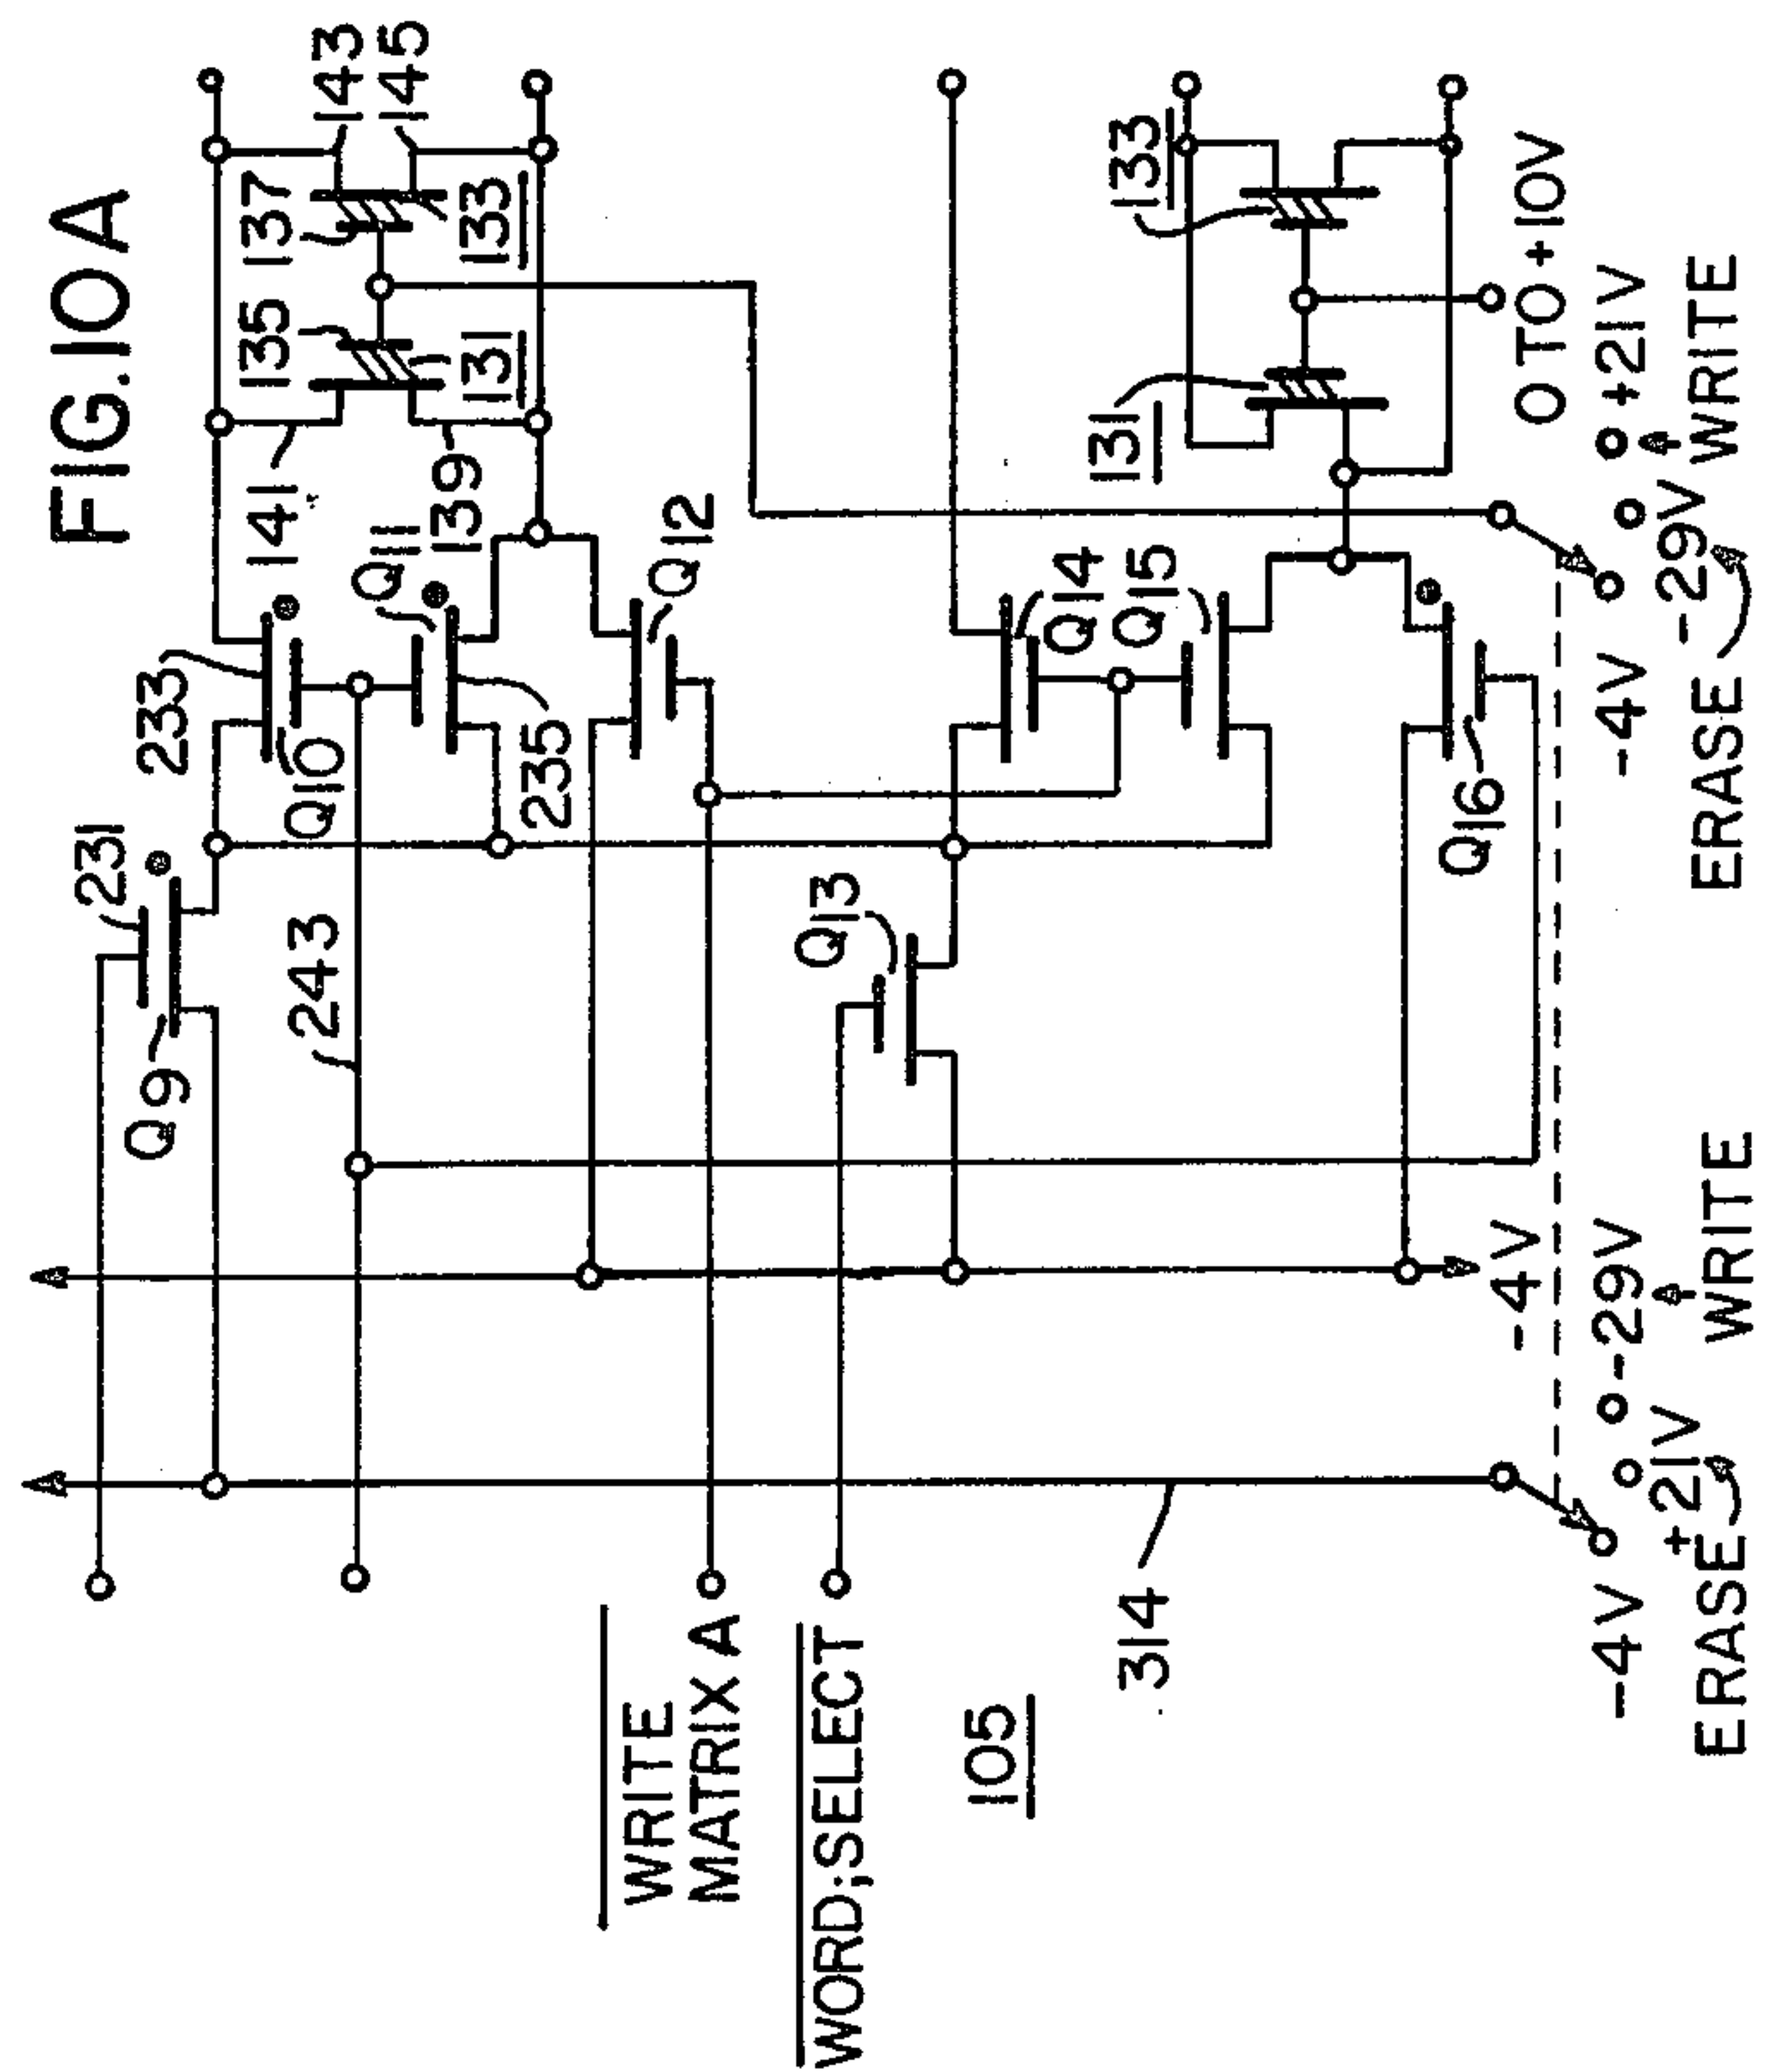 FIG.10A
143
145
137
133
135
131
141
139
Q11
Q12
233
Q10
235
231
Q9
243
Q13
Q14
Q15
Q16
133
131
0 TO +10V
+21V
WRITE
-29V
-4V
ERASE
-4V
-29V
WRITE
+21V
-4V
ERASE
314
WRITE
MATRIX A
WORD;SELECT
105